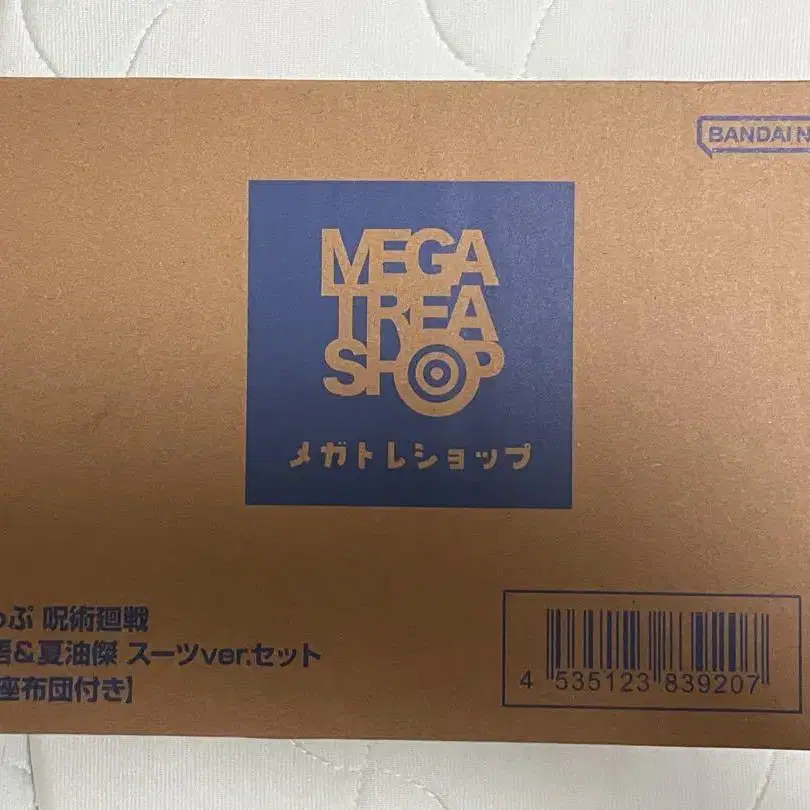 BANDAI N
MEGA
TREA
SHOP
メガトレショップ
っぷ 呪術廻戦
悟&夏油傑 スーツver.セット
座布団付き】
4 535123 839207